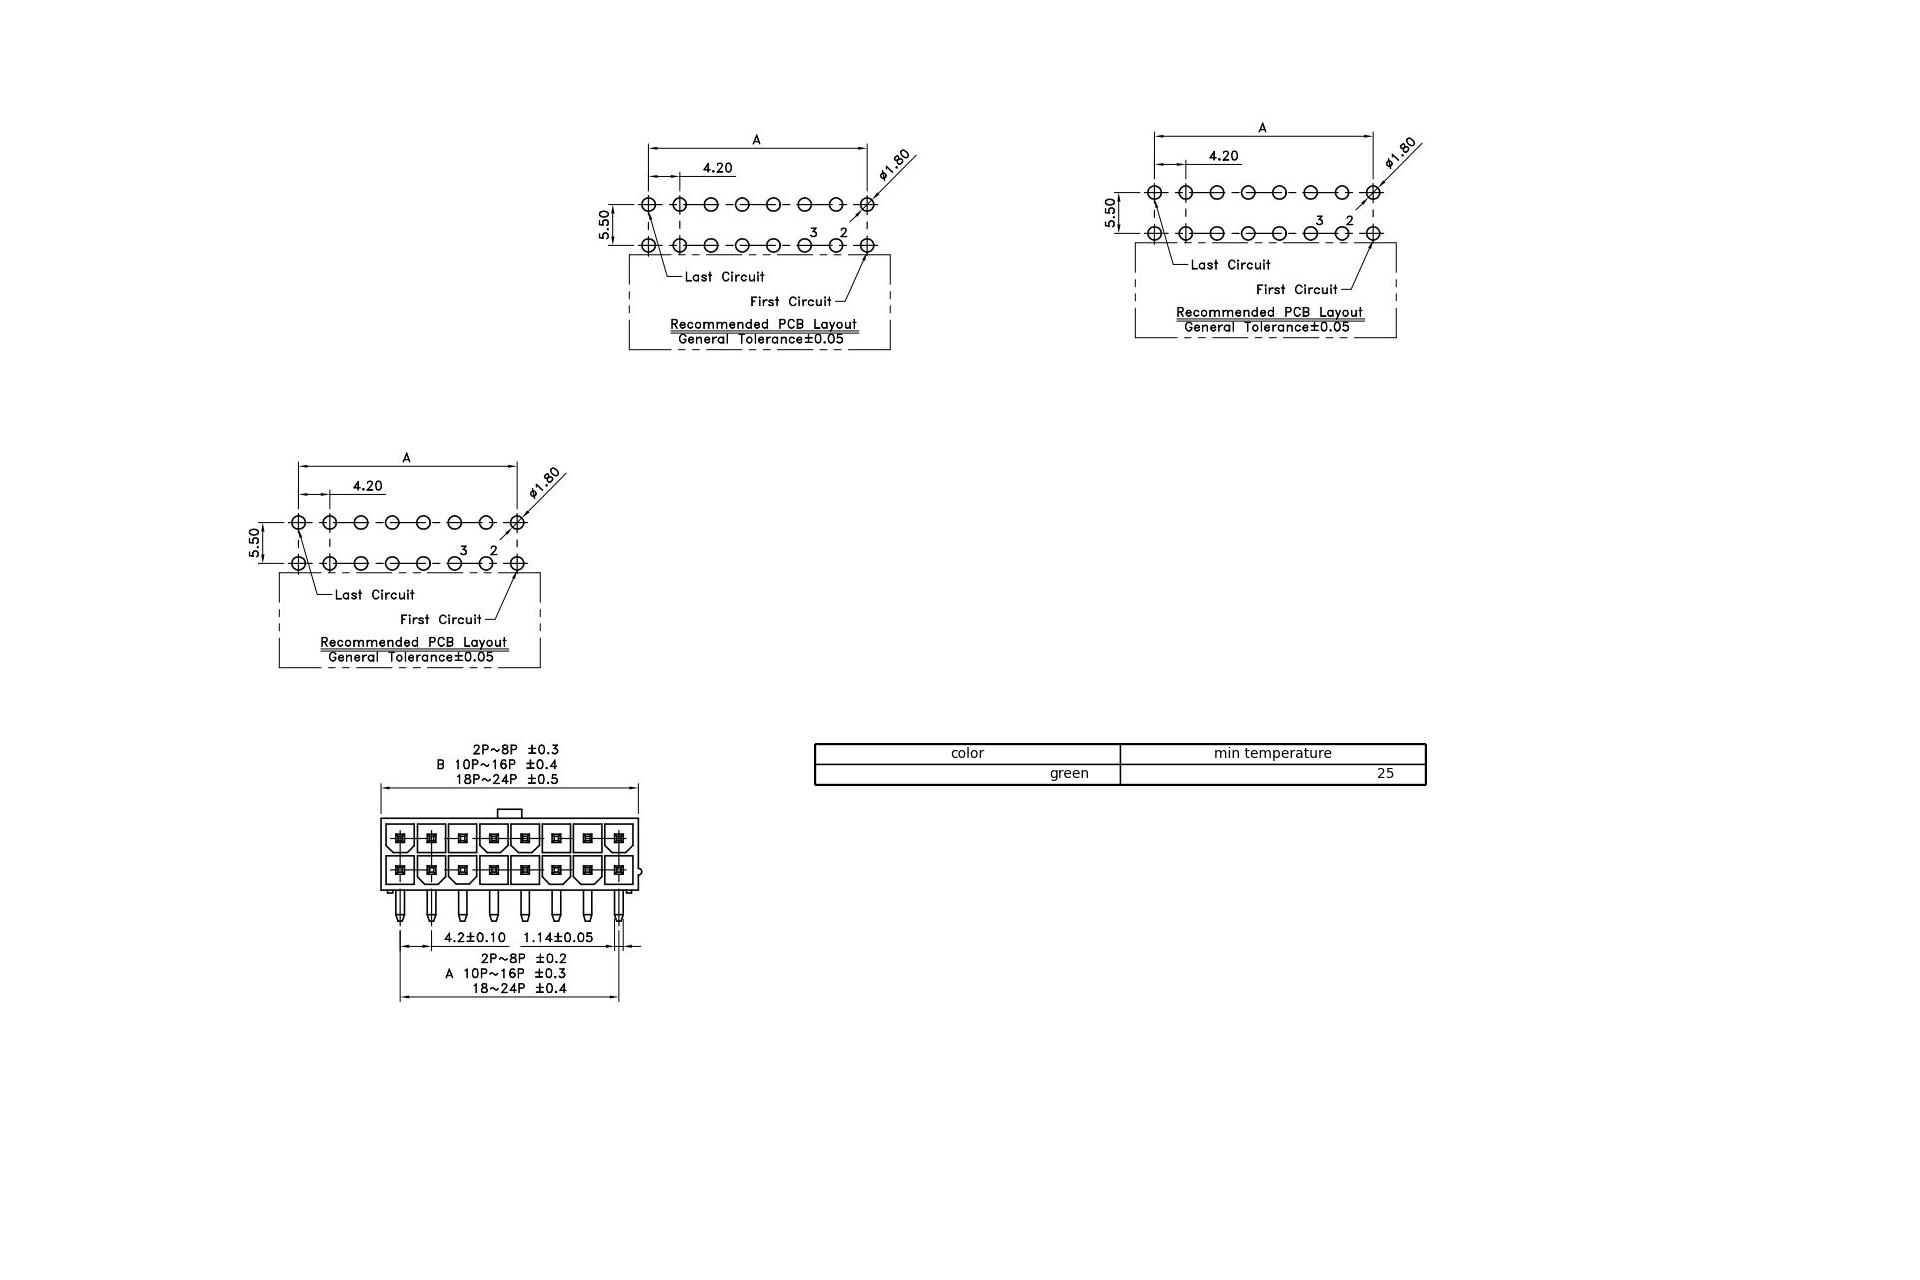 A
4.20
ø1.80
5.50
3 2
Last Circuit
First Circuit
Recommended PCB Layout
General Tolerance±0.05
A
4.20
ø1.80
5.50
3 2
Last Circuit
First Circuit
Recommended PCB Layout
General Tolerance±0.05
A
4.20
ø1.80
5.50
3 2
Last Circuit
First Circuit
Recommended PCB Layout
General Tolerance±0.05
2P~8P ±0.3
B 10P~16P ±0.4
18P~24P ±0.5
4.2±0.10 1.14±0.05
2P~8P ±0.2
A 10P~16P ±0.3
18~24P ±0.4
color min temperature
green 25